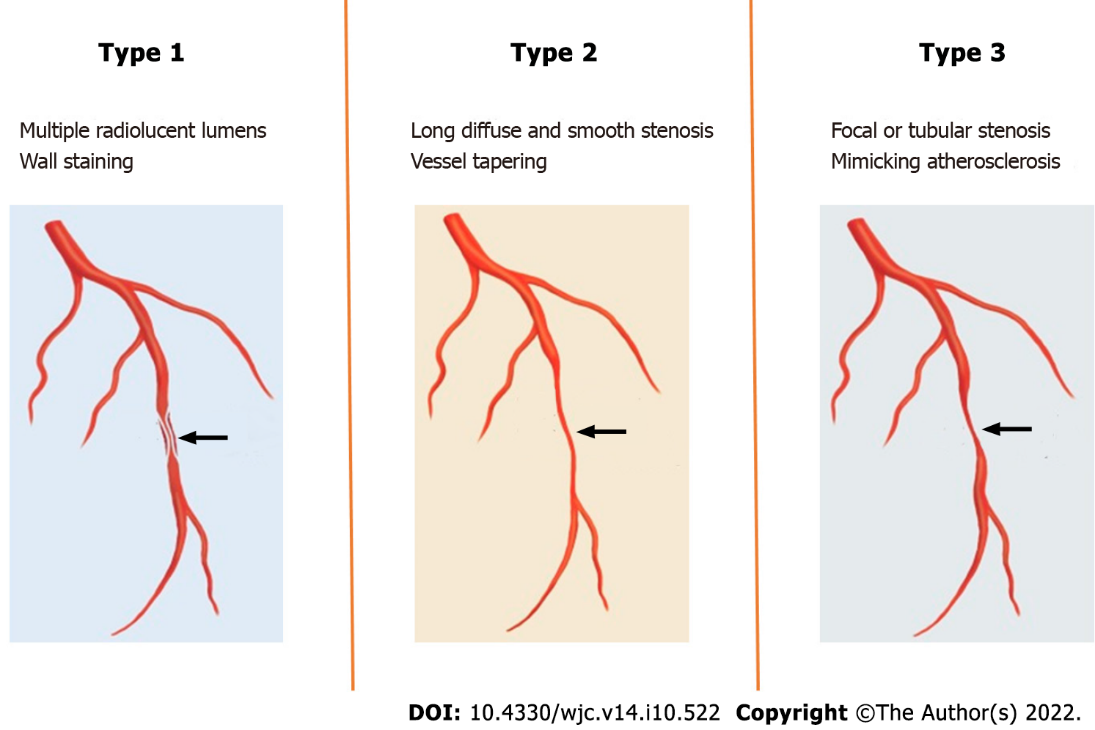 Type 1
Multiple radiolucent lumens
Wall staining
Type 2
Long diffuse and smooth stenosis
Vessel tapering
Type 3
Focal or tubular stenosis
Mimicking atherosclerosis
DOI: 10.4330/wjc.v14.i10.522 Copyright ©The Author(s) 2022.